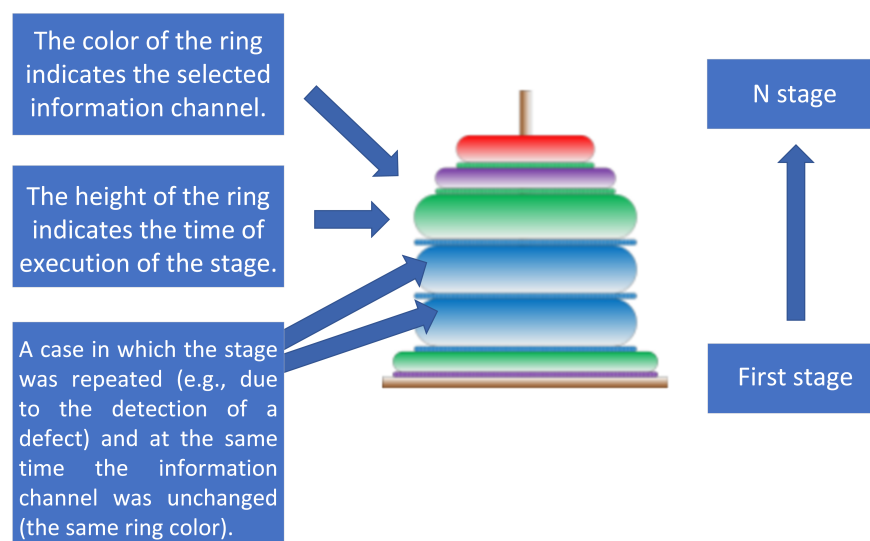 The color of the ring
indicates the selected
information channel.
The height of the ring
indicates the time of
execution of the stage.
A case in which the stage
was repeated (e.g., due
to the detection of a
defect) and at the same
time the information
channel was unchanged
(the same ring color).
N stage
First stage